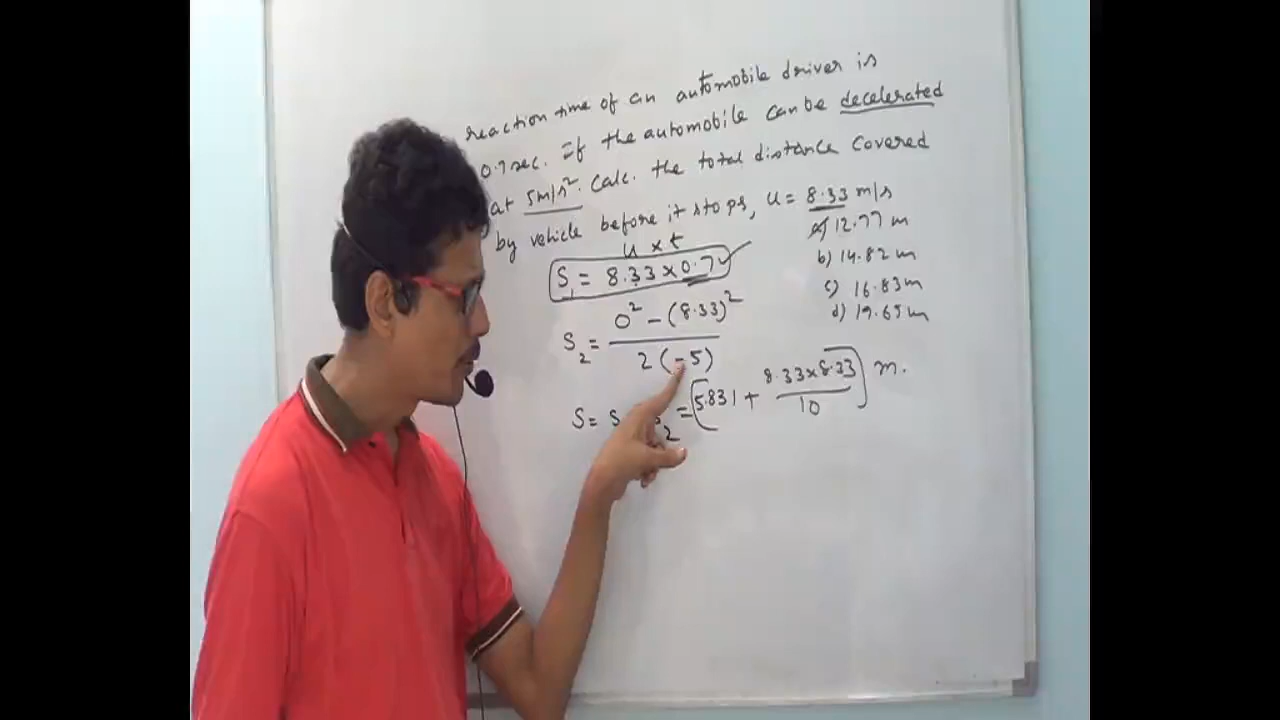 reaction time of an automobile driver is
0.7sec. If the automobile can be decelerated
at 5m/s². Calc. the total distance covered
by vehicle before it stops, u = 8.33 m/s
a) 12.77 m
b) 14.82 m
c) 16.83 m
d) 19.65 m
u × t
S₁ = 8.33 × 0.7
S₂ = 0² - (8.33)² / 2(-5)
S = S 2 = (5.831 + 8.33×8.33 / 10) m.